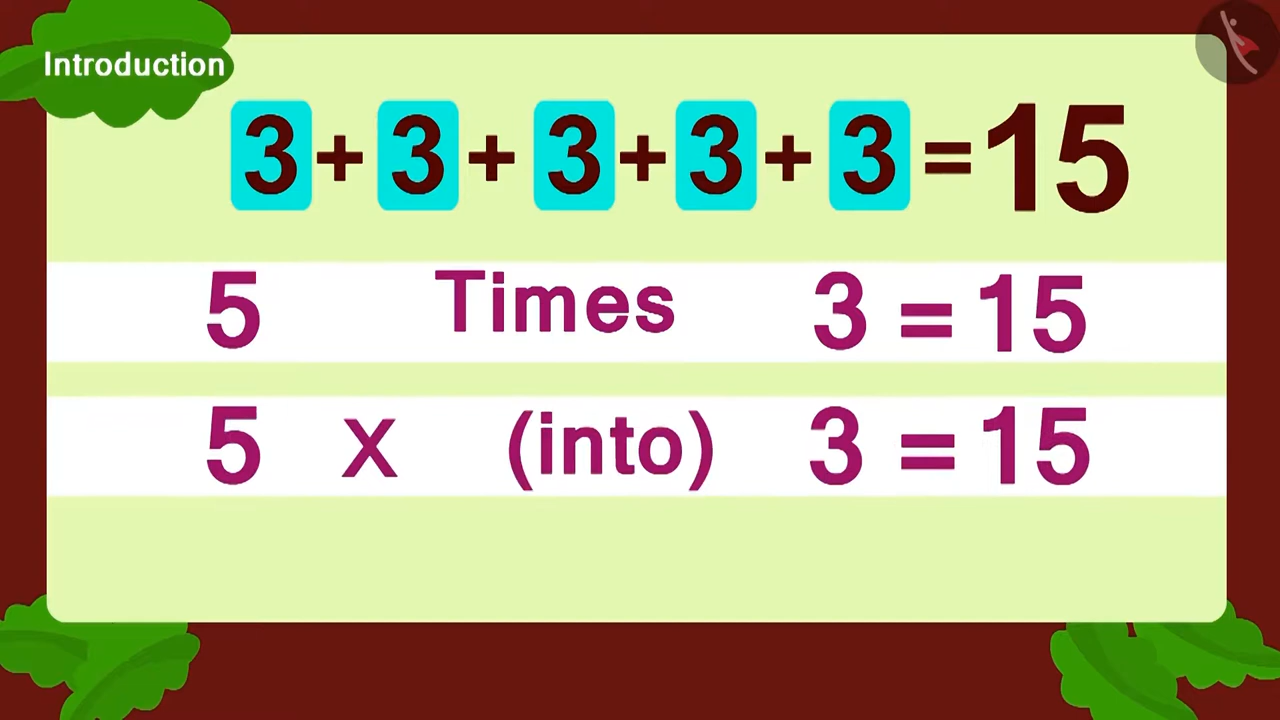 Introduction
3 + 3 + 3 + 3 + 3 = 15
5 Times 3 = 15
5 x (into) 3 = 15